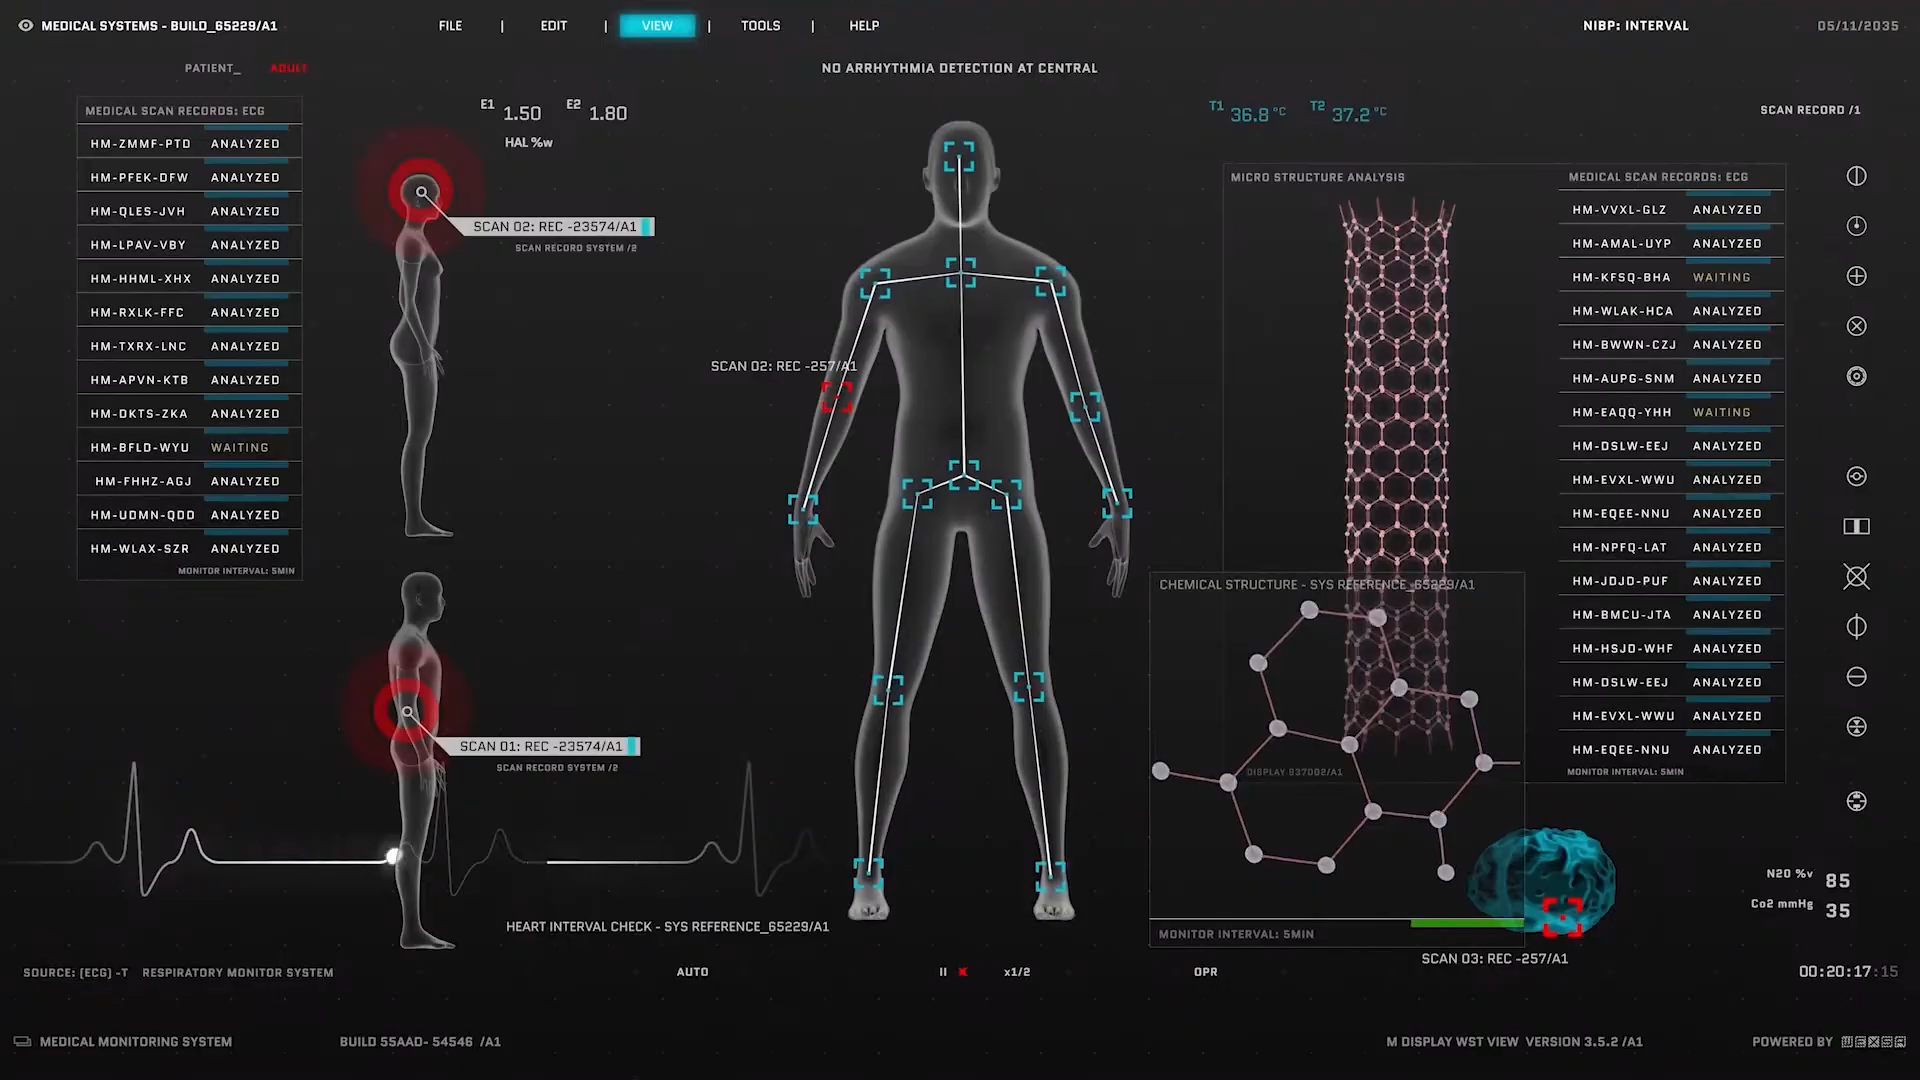 MEDICAL SYSTEMS - BUILD_65229/A1
FILE | EDIT | VIEW | TOOLS | HELP
NIBP: INTERVAL
05/11/2035
PATIENT_ ADULT
NO ARRHYTHMIA DETECTION AT CENTRAL
MEDICAL SCAN RECORDS: ECG
HM-ZMMF-PTD ANALYZED
HM-PFEK-DFW ANALYZED
HM-QLES-JVH ANALYZED
HM-LPAV-VBY ANALYZED
HM-HHML-XHX ANALYZED
HM-RXLK-FFC ANALYZED
HM-TXRX-LNC ANALYZED
HM-APVN-KTB ANALYZED
HM-DKTS-ZKA ANALYZED
HM-BFLD-WYU WAITING
HM-FHHZ-AGJ ANALYZED
HM-UDMN-QDD ANALYZED
HM-WLAX-SZR ANALYZED
MONITOR INTERVAL: 5MIN
E1 1.50 E2 1.80
HAL %w
SCAN 02: REC -23574/A1
SCAN RECORD SYSTEM /2
SCAN 01: REC -23574/A1
SCAN RECORD SYSTEM /2
SCAN 02: REC -257/A1
T1 36.8 °C T2 37.2 °C
SCAN RECORD /1
MICRO STRUCTURE ANALYSIS
MEDICAL SCAN RECORDS: ECG
HM-VVXL-GLZ ANALYZED
HM-AMAL-UYP ANALYZED
HM-KFSQ-BHA WAITING
HM-WLAK-HCA ANALYZED
HM-BWWN-CZJ ANALYZED
HM-AUPG-SNM ANALYZED
HM-EAQQ-YHH WAITING
HM-DSLW-EEJ ANALYZED
HM-EVXL-WWU ANALYZED
HM-EQEE-NNU ANALYZED
HM-NPFQ-LAT ANALYZED
HM-JDJD-PUF ANALYZED
HM-BMCU-JTA ANALYZED
HM-HSJD-WHF ANALYZED
HM-DSLW-EEJ ANALYZED
HM-EVXL-WWU ANALYZED
HM-EQEE-NNU ANALYZED
MONITOR INTERVAL: 5MIN
CHEMICAL STRUCTURE - SYS REFERENCE_65229/A1
DISPLAY 837002/A1
MONITOR INTERVAL: 5MIN
SCAN 03: REC -257/A1
N20 %v 85
Co2 mmHg 35
HEART INTERVAL CHECK - SYS REFERENCE_65229/A1
SOURCE: (ECG) -T RESPIRATORY MONITOR SYSTEM
AUTO
x1/2
OPR
00:20:17:15
MEDICAL MONITORING SYSTEM
BUILD 55AAD- 54546 /A1
M DISPLAY WST VIEW VERSION 3.5.2 /A1
POWERED BY